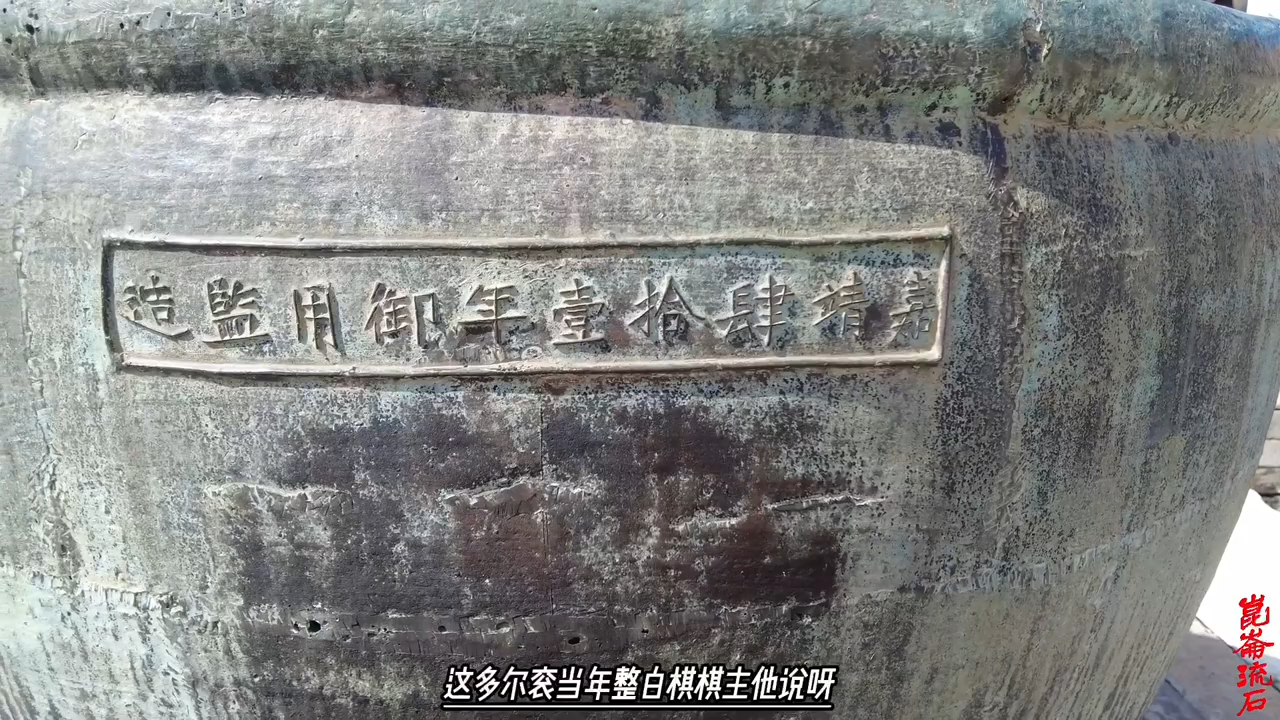 嘉靖肆拾壹年御用監造
这多尔衮当年整白棋棋主他说呀
崑崙流石